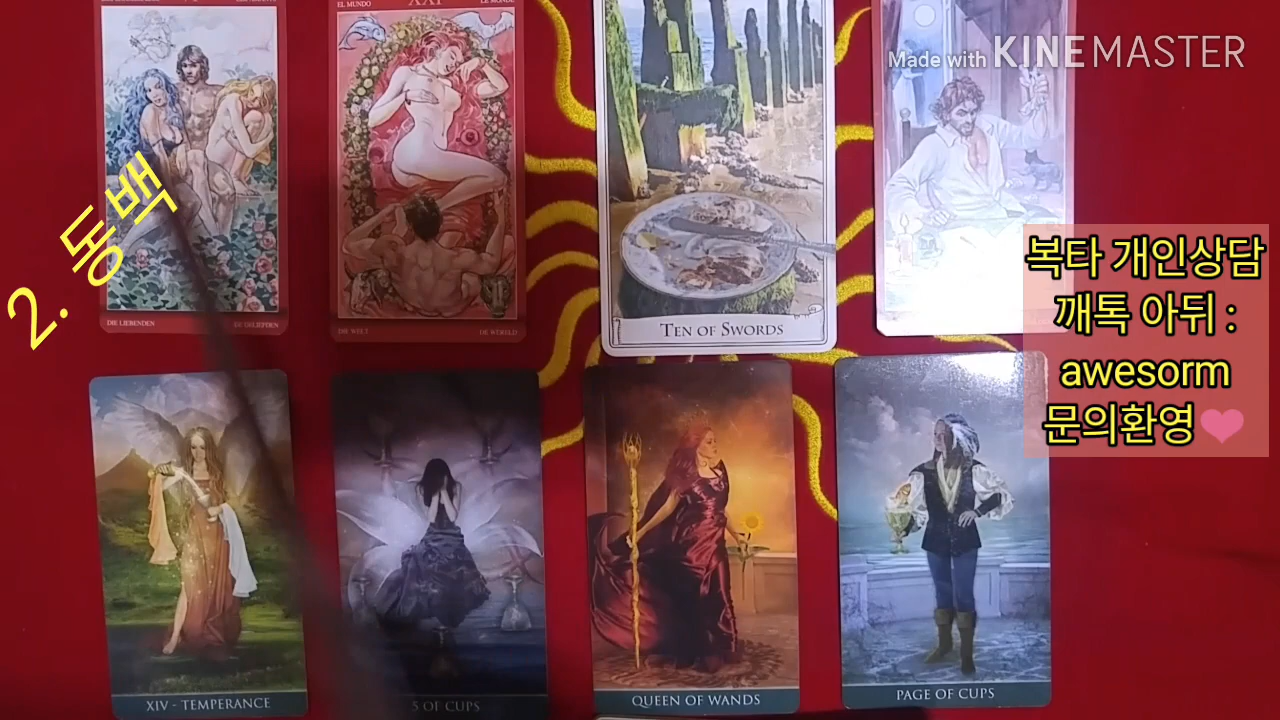 EL MUNDO
XXI
LE MONDE
Made with KINEMASTER
2. 동백
DIE LIEBENDEN
DIE WELT
DE WERELD
TEN OF SWORDS
복타 개인상담
깨톡 아뒤 :
awesorm
문의환영
XIV - TEMPERANCE
5 OF CUPS
QUEEN OF WANDS
PAGE OF CUPS